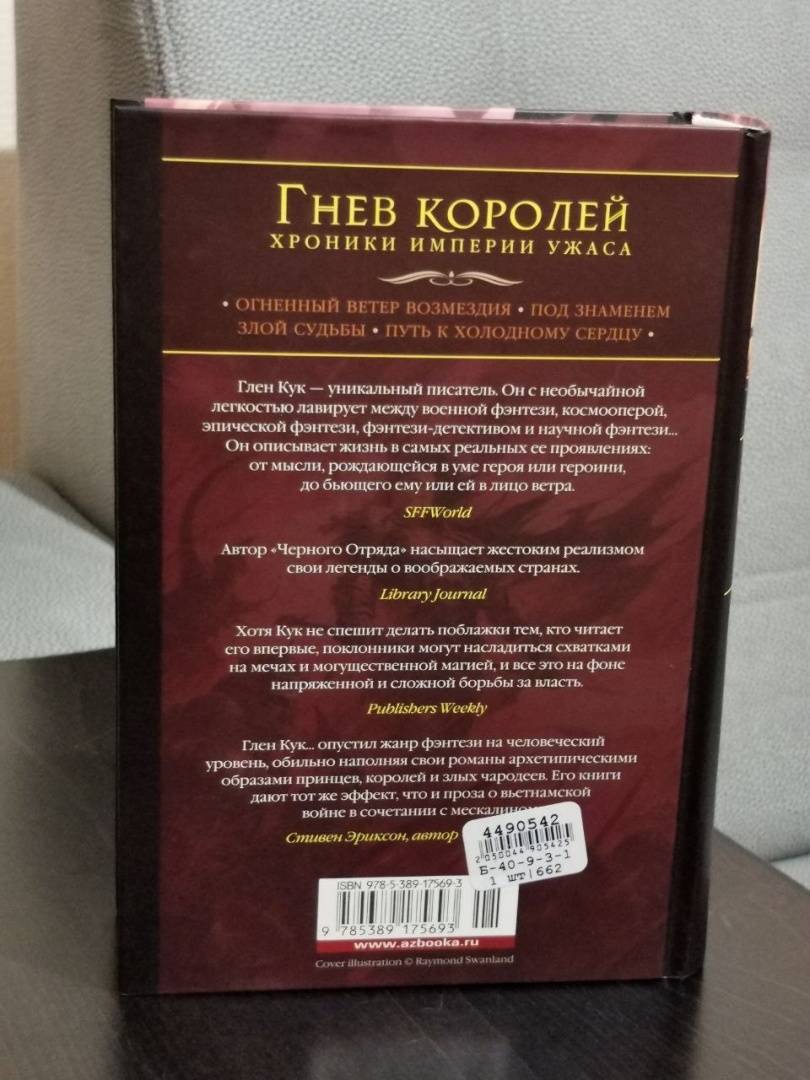 Гнев королей
хроники империи ужаса
• огненный ветер возмездия • под знаменем
злой судьбы • путь к холодному сердцу •
Глен Кук — уникальный писатель. Он с необычайной
легкостью лавирует между военной фэнтези, космооперой,
эпической фэнтези, фэнтези-детективом и научной фэнтези...
Он описывает жизнь в самых реальных ее проявлениях:
от мысли, рождающейся в уме героя или героини,
до бьющего ему или ей в лицо ветра.
SFFWorld
Автор «Черного Отряда» насыщает жестоким реализмом
свои легенды о воображаемых странах.
Library Journal
Хотя Кук не спешит делать поблажки тем, кто читает
его впервые, поклонники могут насладиться схватками
на мечах и могущественной магией, и все это на фоне
напряженной и сложной борьбы за власть.
Publishers Weekly
Глен Кук... опустил жанр фэнтези на человеческий
уровень, обильно наполняя свои романы архетипическими
образами принцев, королей и злых чародеев. Его книги
дают тот же эффект, что и проза о вьетнамской
войне в сочетании с мескалином
Стивен Эриксон, автор
4490542
2050044905425
Б-40-9-3-1
1 шт|662
ISBN 978-5-389-17569-3
9 785389 175693
www.azbooka.ru
Cover illustration © Raymond Swanland